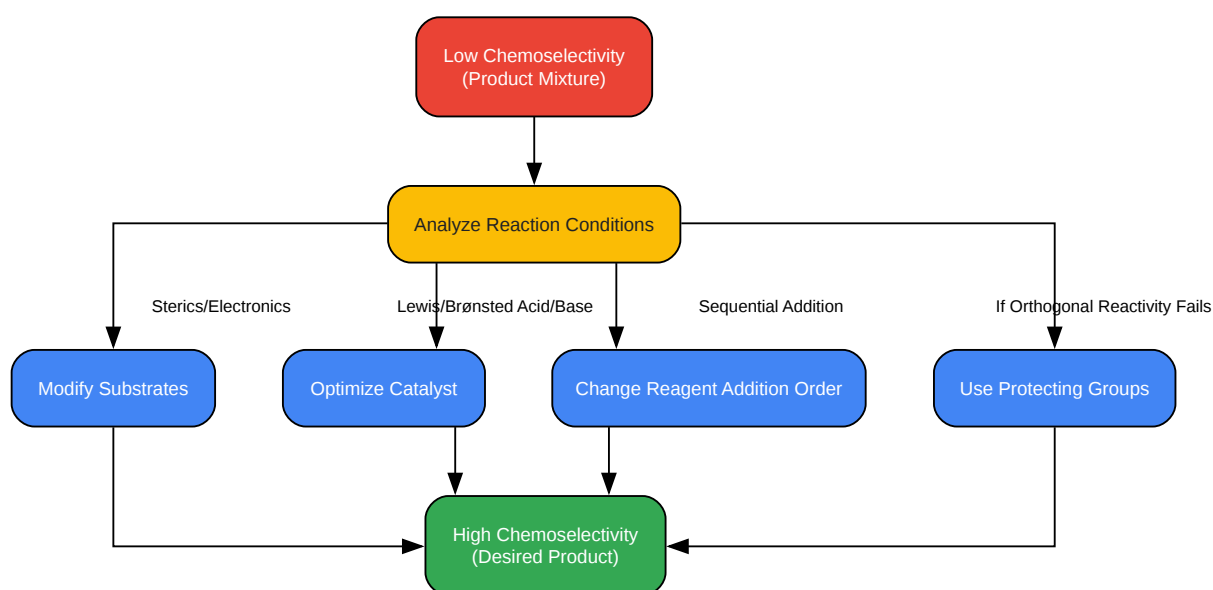 Low Chemoselectivity
(Product Mixture)
Analyze Reaction Conditions
Sterics/Electronics
Lewis/Brønsted Acid/Base
Sequential Addition
If Orthogonal Reactivity Fails
Modify Substrates
Optimize Catalyst
Change Reagent Addition Order
Use Protecting Groups
High Chemoselectivity
(Desired Product)